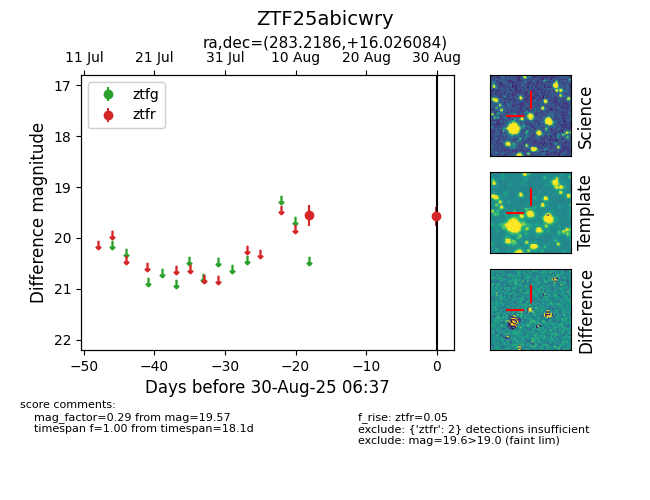 ZTF25abicwry
ra,dec=(283.2186,+16.026084)
11 Jul
21 Jul
31 Jul
10 Aug
20 Aug
30 Aug
17
18
19
20
21
22
Difference magnitude
ztfg
ztfr
−50
−40
−30
−20
−10
0
Days before 30-Aug-25 06:37
Science
Template
Difference
score comments:
mag_factor=0.29 from mag=19.57
timespan f=1.00 from timespan=18.1d
f_rise: ztfr=0.05
exclude: {'ztfr': 2} detections insufficient
exclude: mag=19.6>19.0 (faint lim)